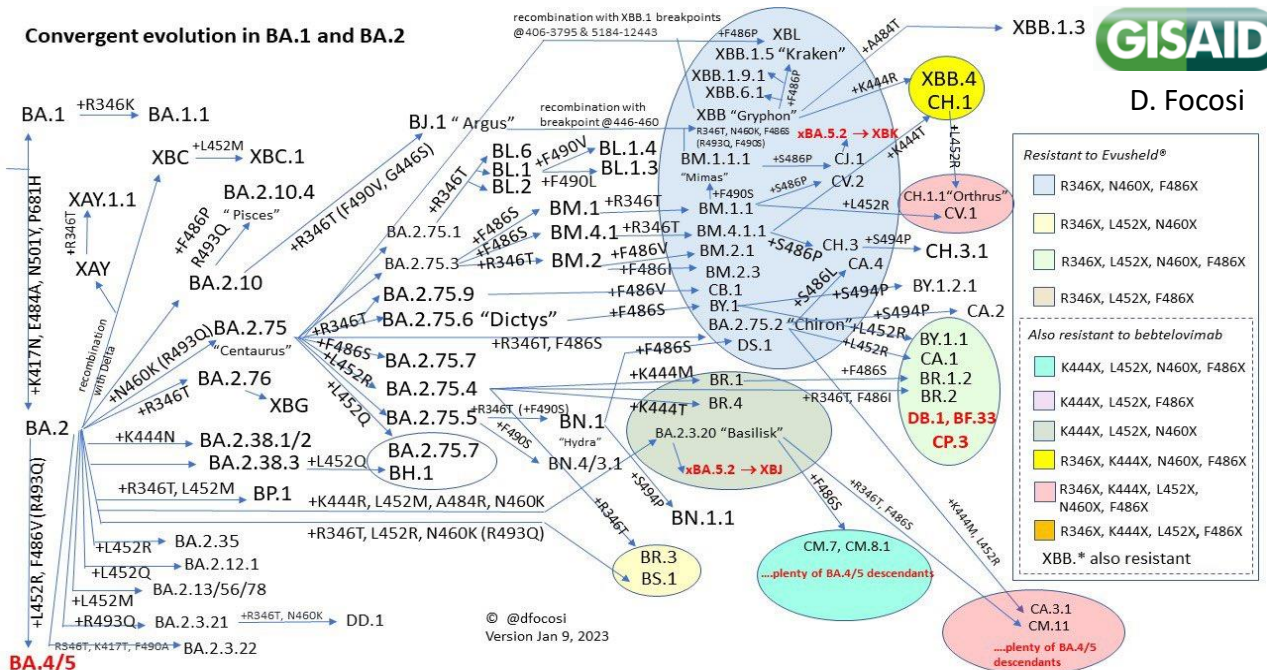 Convergent evolution in BA.1 and BA.2
recombination with XBB.1 breakpoints
@406-3795 & 5184-12443
GISAID
D. Focosi
BA.1
+R346K
BA.1.1
+K417N, E484A, N501Y, P681H
XBC
+L452M
XBC.1
XAY.1.1
+R346T
XAY
BA.2.10.4
"Pisces"
+F486P
R493Q
BA.2.10
recombination
with Delta
BJ.1 "Argus"
+R346T (F490V, G446S)
recombination with
breakpoint @446-460
+F486P
XBL
XBB.1.5 "Kraken"
XBB.1.9.1
XBB.6.1
+F486P
XBB "Gryphon"
R346T, N460K, F486S
(R493Q, F490S)
xBA.5.2 → XBK
+A484T
XBB.1.3
+K444R
XBB.4
CH.1
+K444T
+L452R
CH.1.1"Orthrus"
CV.1
BL.6
BL.1
BL.2
+R346T
+F490V
+F490L
BL.1.4
BL.1.3
BM.1.1.1
"Mimas"
+S486P
CJ.1
+S486P
CV.2
+F490S
BM.1.1
+L452R
BM.1
+R346T
BM.4.1
+R346T
BM.4.1.1
+S486P
CH.3
+S494P
CH.3.1
BM.2
+F486V
BM.2.1
+F486I
BM.2.3
CA.4
+S486L
BA.2.75.1
BA.2.75.3
+F486S
+F486S
+R346T
BA.2.75.9
+F486V
CB.1
+S494P
BY.1.2.1
BA.2.75.6 "Dictys"
+F486S
BY.1
+S494P
CA.2
BA.2.75
"Centaurus"
+N460K (R493Q)
+R346T
+R346T, F486S
BA.2.75.2 "Chiron"
DS.1
+L452R
+L452R
BY.1.1
CA.1
BR.1.2
BR.2
DB.1, BF.33
CP.3
+F486S
BA.2.75.7
+L452R
BA.2.75.4
+K444M
BR.1
+F486S
+K444T
BR.4
+R346T, F486I
+L452Q
BA.2.75.5
+R346T (+F490S)
BN.1
"Hydra"
+F486S
+F490S
BN.4/3.1
+S494P
BN.1.1
BA.2.3.20 "Basilisk"
xBA.5.2 → XBJ
BA.2.75.7
BH.1
BA.2.76
+R346T
XBG
BA.2
+K444N
BA.2.38.1/2
BA.2.38.3
+L452Q
+R346T, L452M
BP.1
+K444R, L452M, A484R, N460K
+R346T, L452R, N460K (R493Q)
+R346T
BR.3
BS.1
+L452R
BA.2.35
+L452Q
BA.2.12.1
+L452M
BA.2.13/56/78
+R493Q
BA.2.3.21
+R346T, N460K
DD.1
R346T, K417T, F490A
BA.2.3.22
+L452R, F486V (R493Q)
BA.4/5
+F486S
CM.7, CM.8.1
....plenty of BA.4/5 descendants
+R346T, F486S
+K444M, L452R
CA.3.1
CM.11
....plenty of BA.4/5
descendants
© @dfocosi
Version Jan 9, 2023
Resistant to Evusheld®
R346X, N460X, F486X
R346X, L452X, N460X
R346X, L452X, N460X, F486X
R346X, L452X, F486X
Also resistant to bebtelovimab
K444X, L452X, N460X, F486X
K444X, L452X, F486X
K444X, L452X, N460X
R346X, K444X, N460X, F486X
R346X, K444X, L452X,
N460X, F486X
R346X, K444X, L452X, F486X
XBB.* also resistant